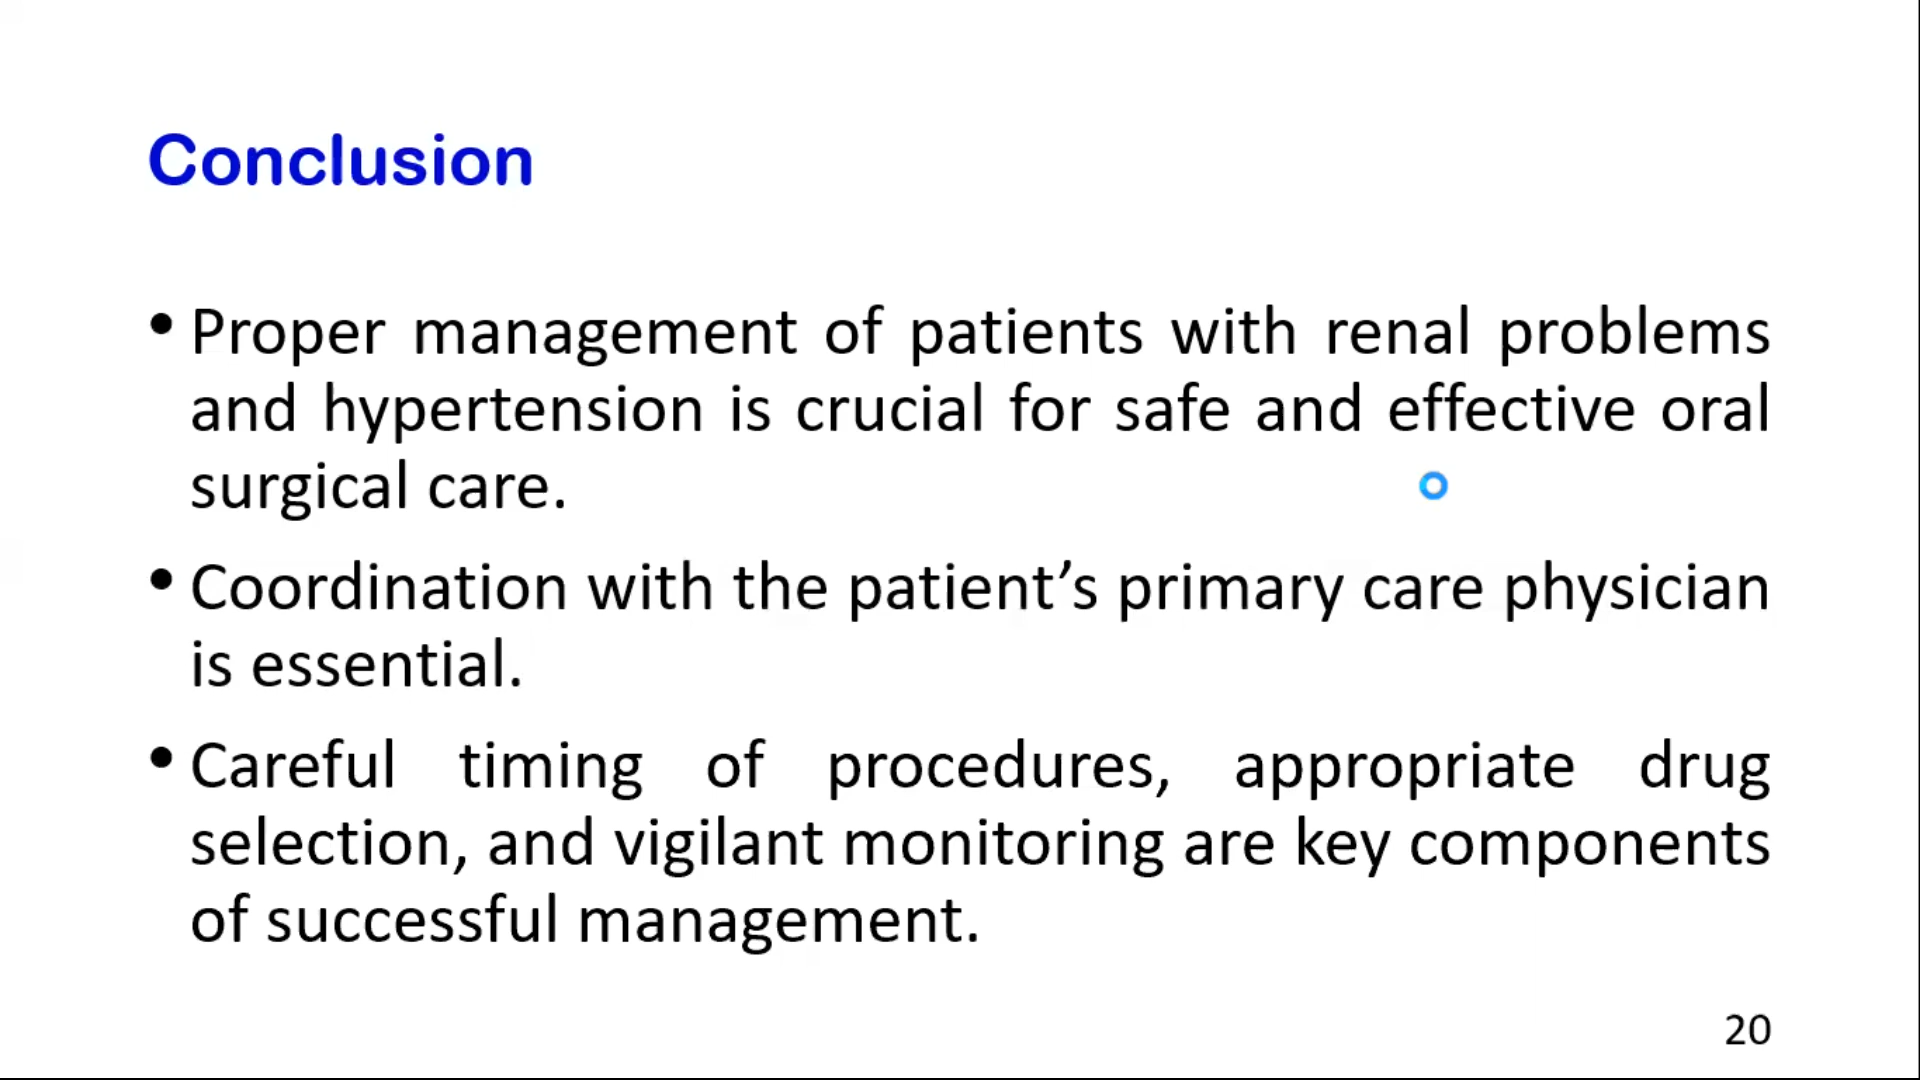 Conclusion
• Proper management of patients with renal problems
and hypertension is crucial for safe and effective oral
surgical care.
• Coordination with the patient’s primary care physician
is essential.
• Careful timing of procedures, appropriate drug
selection, and vigilant monitoring are key components
of successful management.
20